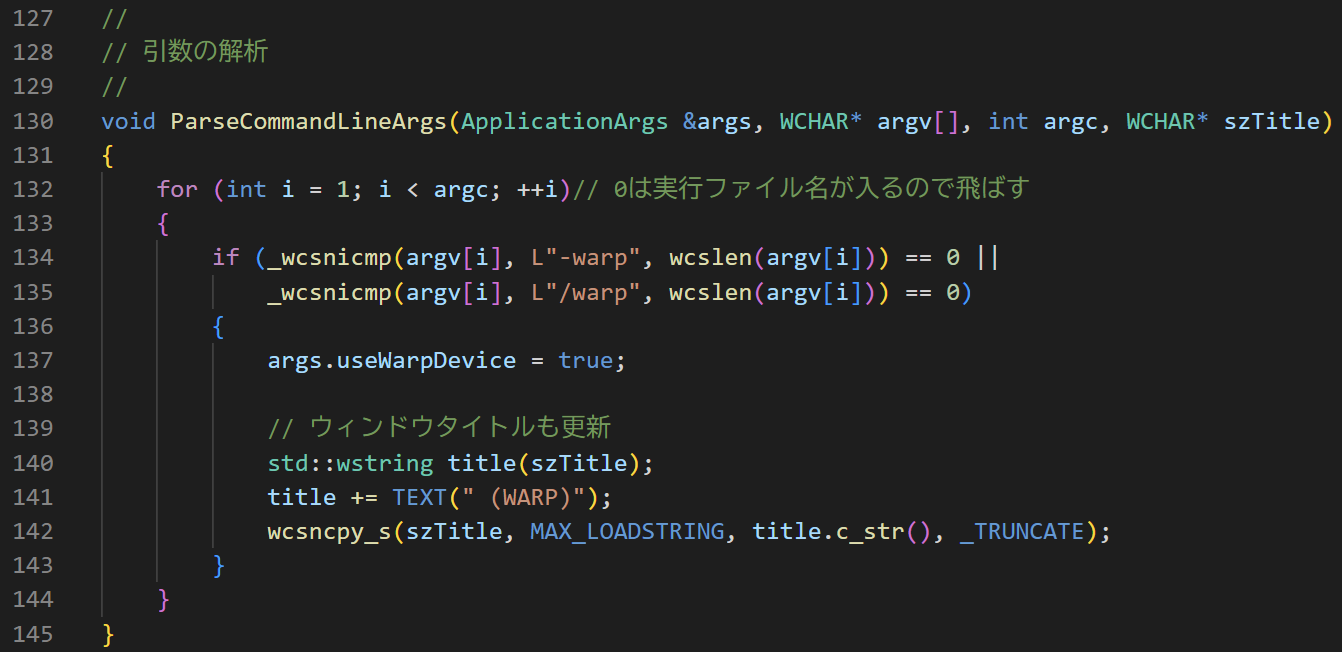 127 //
128 // 引数の解析
129 //
130 void ParseCommandLineArgs(ApplicationArgs &args, WCHAR* argv[], int argc, WCHAR* szTitle)
131 {
132     for (int i = 1; i < argc; ++i)// 0は実行ファイル名が入るので飛ばす
133     {
134         if (_wcsnicmp(argv[i], L"-warp", wcslen(argv[i])) == 0 ||
135             _wcsnicmp(argv[i], L"/warp", wcslen(argv[i])) == 0)
136         {
137             args.useWarpDevice = true;
138
139             // ウィンドウタイトルも更新
140             std::wstring title(szTitle);
141             title += TEXT(" (WARP)");
142             wcsncpy_s(szTitle, MAX_LOADSTRING, title.c_str(), _TRUNCATE);
143         }
144     }
145 }